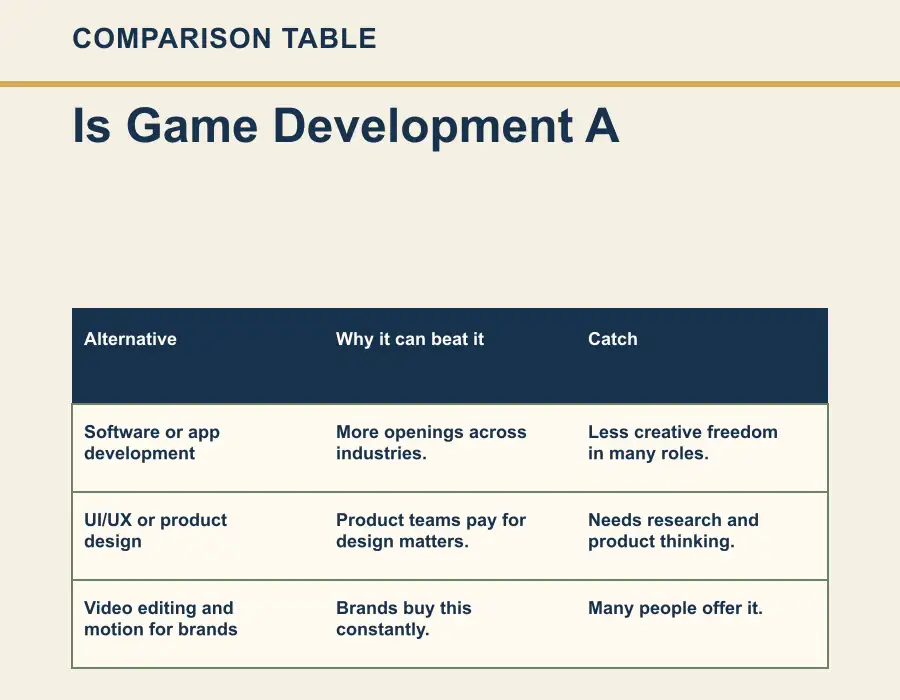 COMPARISON TABLE
Is Game Development A
Alternative Why it can beat it Catch
Software or app More openings across Less creative freedom
development industries. in many roles.
UI/UX or product Product teams pay for Needs research and
design design matters. product thinking.
Video editing and Brands buy this Many people offer it.
motion for brands constantly.